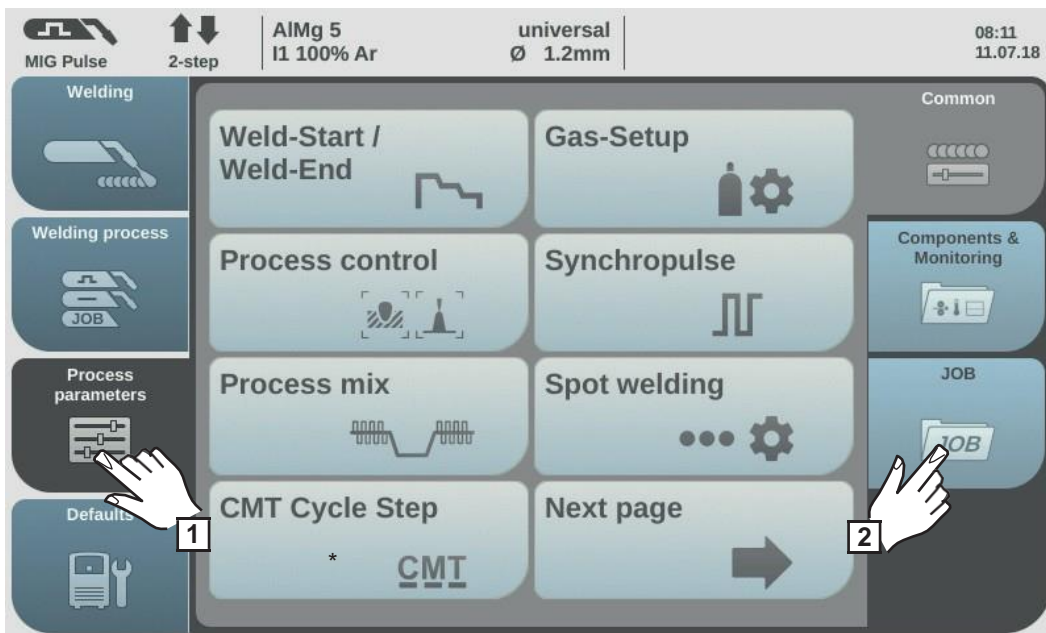 MIG Pulse
2-step
AlMg 5
I1 100% Ar
universal
Ø 1.2mm
08:11
11.07.18
Welding
Welding process
JOB
Process
parameters
1
Defaults
Weld-Start /
Weld-End
Gas-Setup
Process control
Synchropulse
Process mix
Spot welding
CMT Cycle Step
* CMT
Next page
Common
Components &
Monitoring
JOB
JOB
2